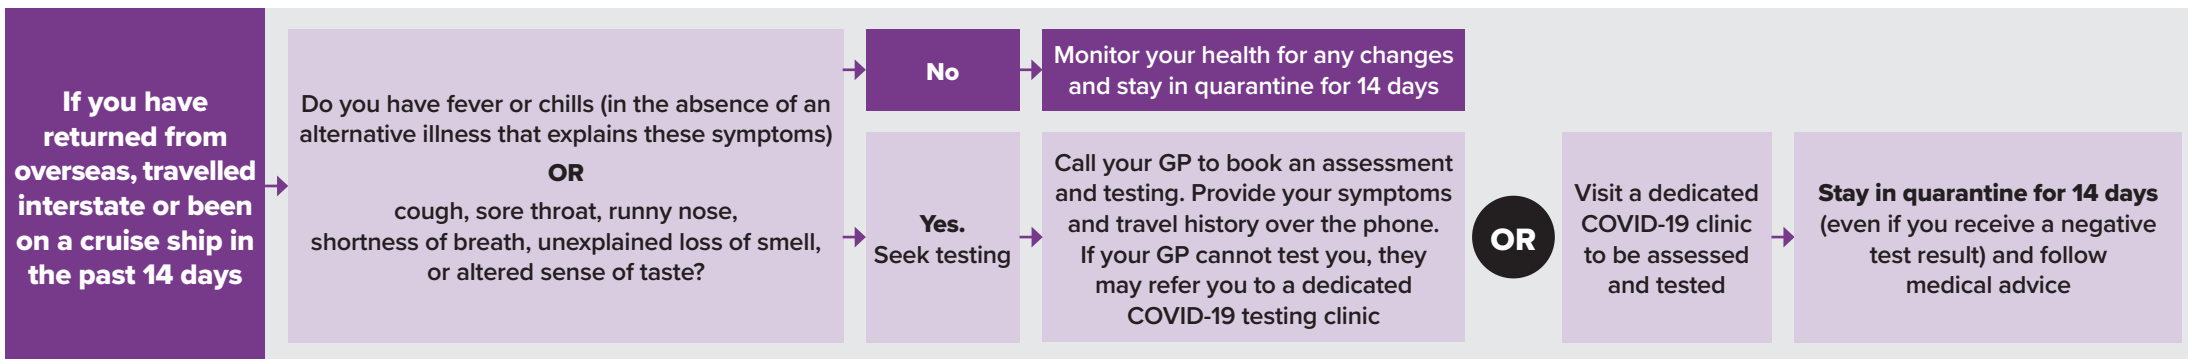 If you have
returned from
overseas, travelled
interstate or been
on a cruise ship in
the past 14 days
Do you have fever or chills (in the absence of an
alternative illness that explains these symptoms)
OR
cough, sore throat, runny nose,
shortness of breath, unexplained loss of smell,
or altered sense of taste?
No
Monitor your health for any changes
and stay in quarantine for 14 days
Yes.
Seek testing
Call your GP to book an assessment
and testing. Provide your symptoms
and travel history over the phone.
If your GP cannot test you, they
may refer you to a dedicated
COVID-19 testing clinic
OR
Visit a dedicated
COVID-19 clinic
to be assessed
and tested
Stay in quarantine for 14 days
(even if you receive a negative
test result) and follow
medical advice